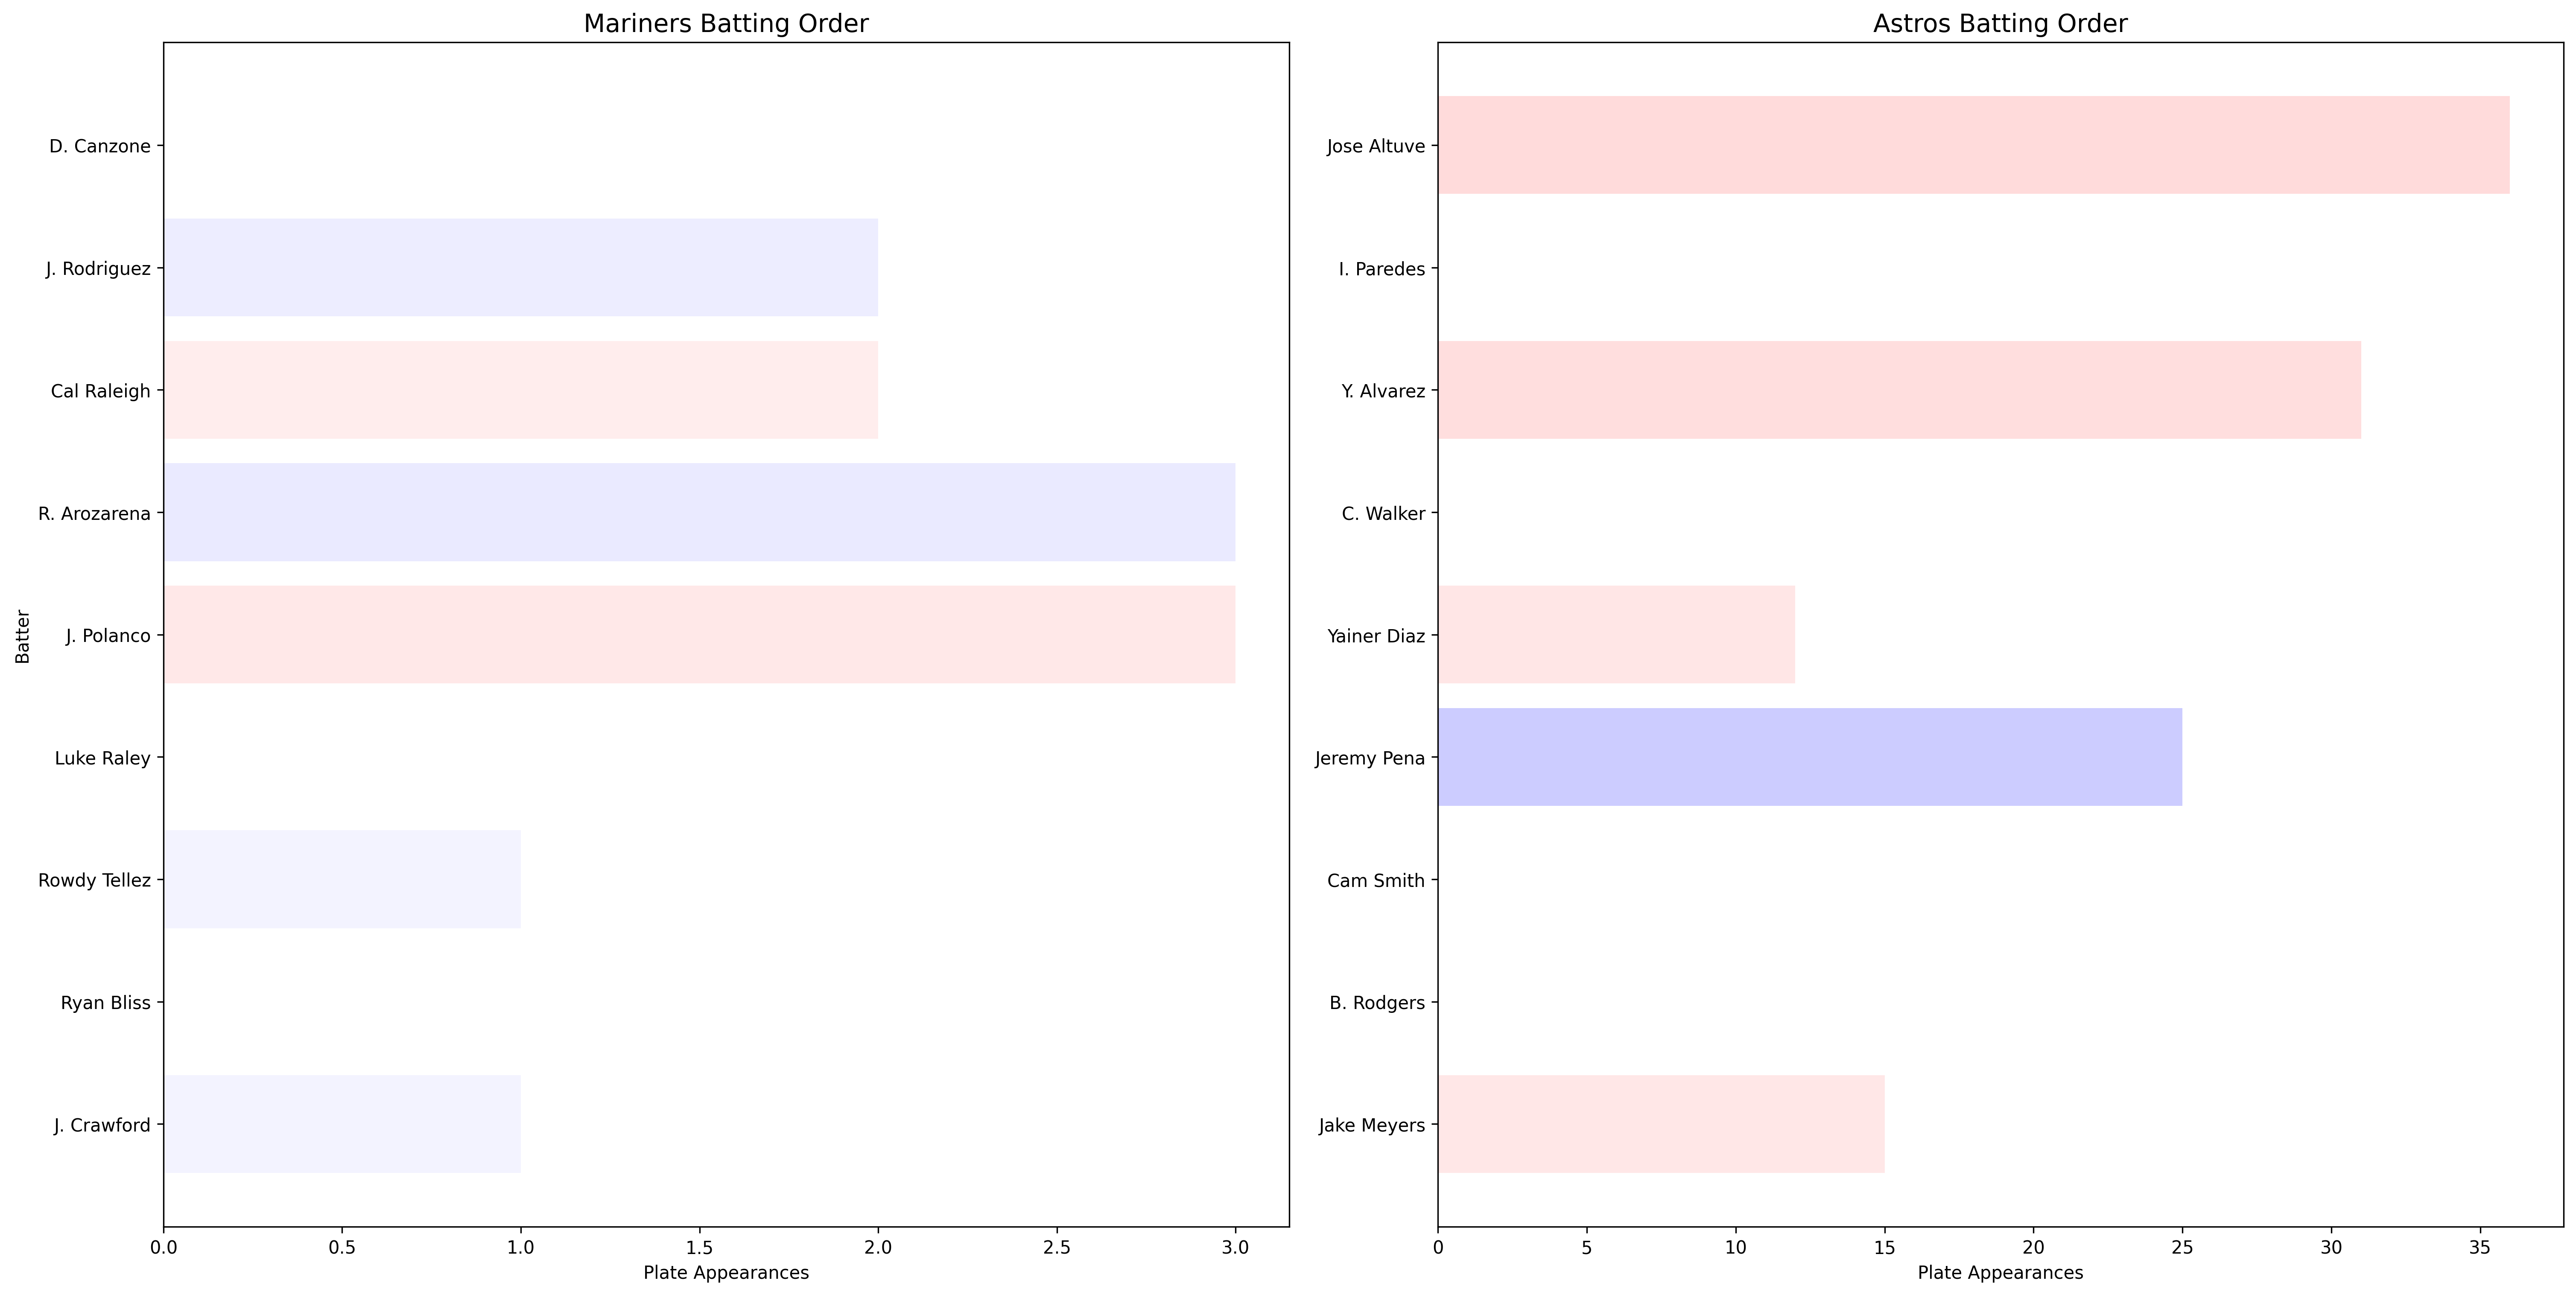 Mariners Batting Order
Batter
D. Canzone
J. Rodriguez
Cal Raleigh
R. Arozarena
J. Polanco
Luke Raley
Rowdy Tellez
Ryan Bliss
J. Crawford
0.0 0.5 1.0 1.5 2.0 2.5 3.0
Plate Appearances
Astros Batting Order
Jose Altuve
I. Paredes
Y. Alvarez
C. Walker
Yainer Diaz
Jeremy Pena
Cam Smith
B. Rodgers
Jake Meyers
0 5 10 15 20 25 30 35
Plate Appearances